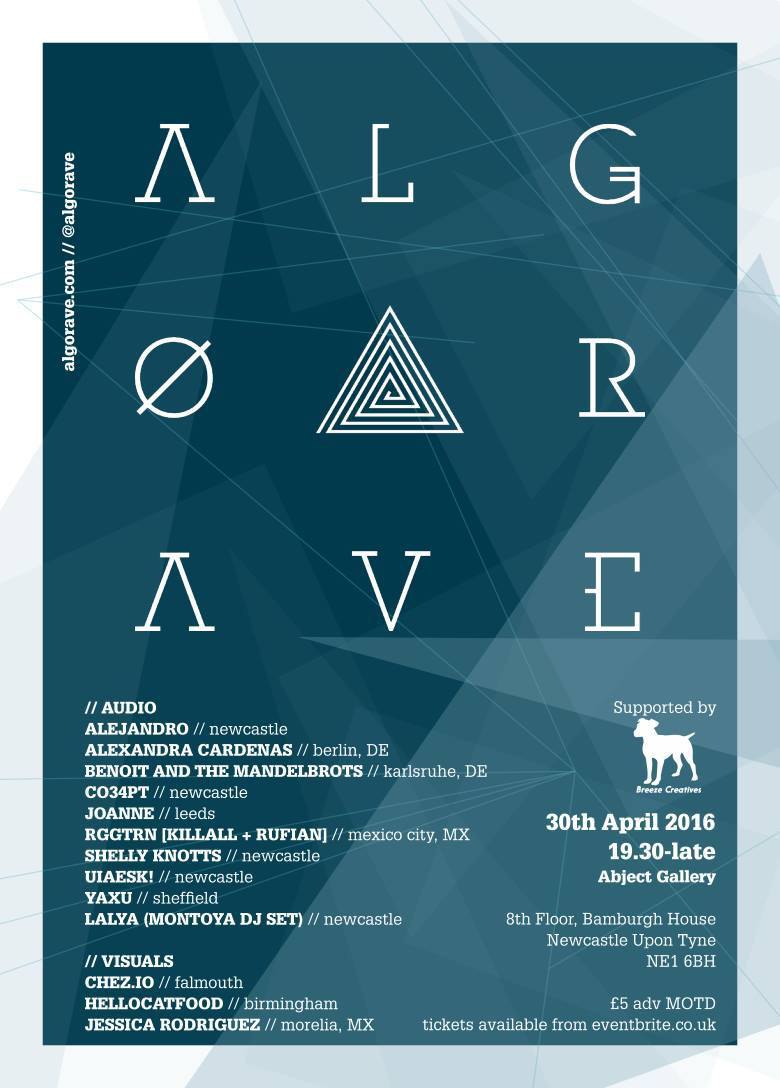 A L G
Ø R
A V E
algorave.com // @algorave
// AUDIO
ALEJANDRO // newcastle
ALEXANDRA CARDENAS // berlin, DE
BENOIT AND THE MANDELBROTS // karlsruhe, DE
CO34PT // newcastle
JOANNE // leeds
RGGTRN [KILLALL + RUFIAN] // mexico city, MX
SHELLY KNOTTS // newcastle
UIAESK! // newcastle
YAXU // sheffield
LALYA (MONTOYA DJ SET) // newcastle
// VISUALS
CHEZ.IO // falmouth
HELLOCATFOOD // birmingham
JESSICA RODRIGUEZ // morelia, MX
Supported by
Breeze Creatives
30th April 2016
19.30-late
Abject Gallery
8th Floor, Bamburgh House
Newcastle Upon Tyne
NE1 6BH
£5 adv MOTD
tickets available from eventbrite.co.uk